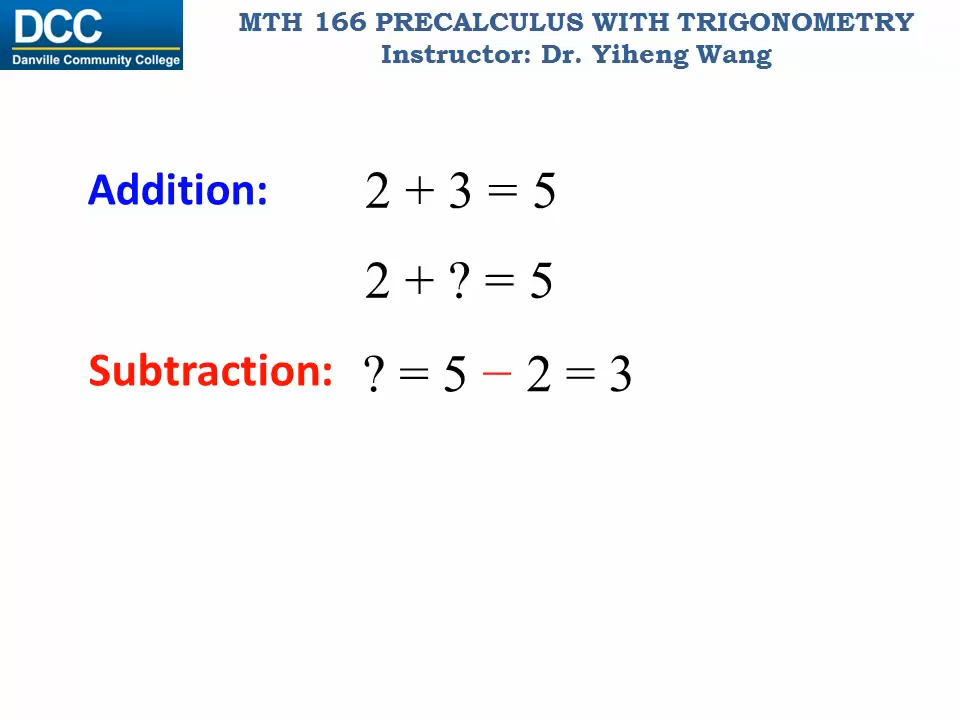 DCC
Danville Community College
MTH 166 PRECALCULUS WITH TRIGONOMETRY
Instructor: Dr. Yiheng Wang
Addition: 2 + 3 = 5
2 + ? = 5
Subtraction: ? = 5 − 2 = 3